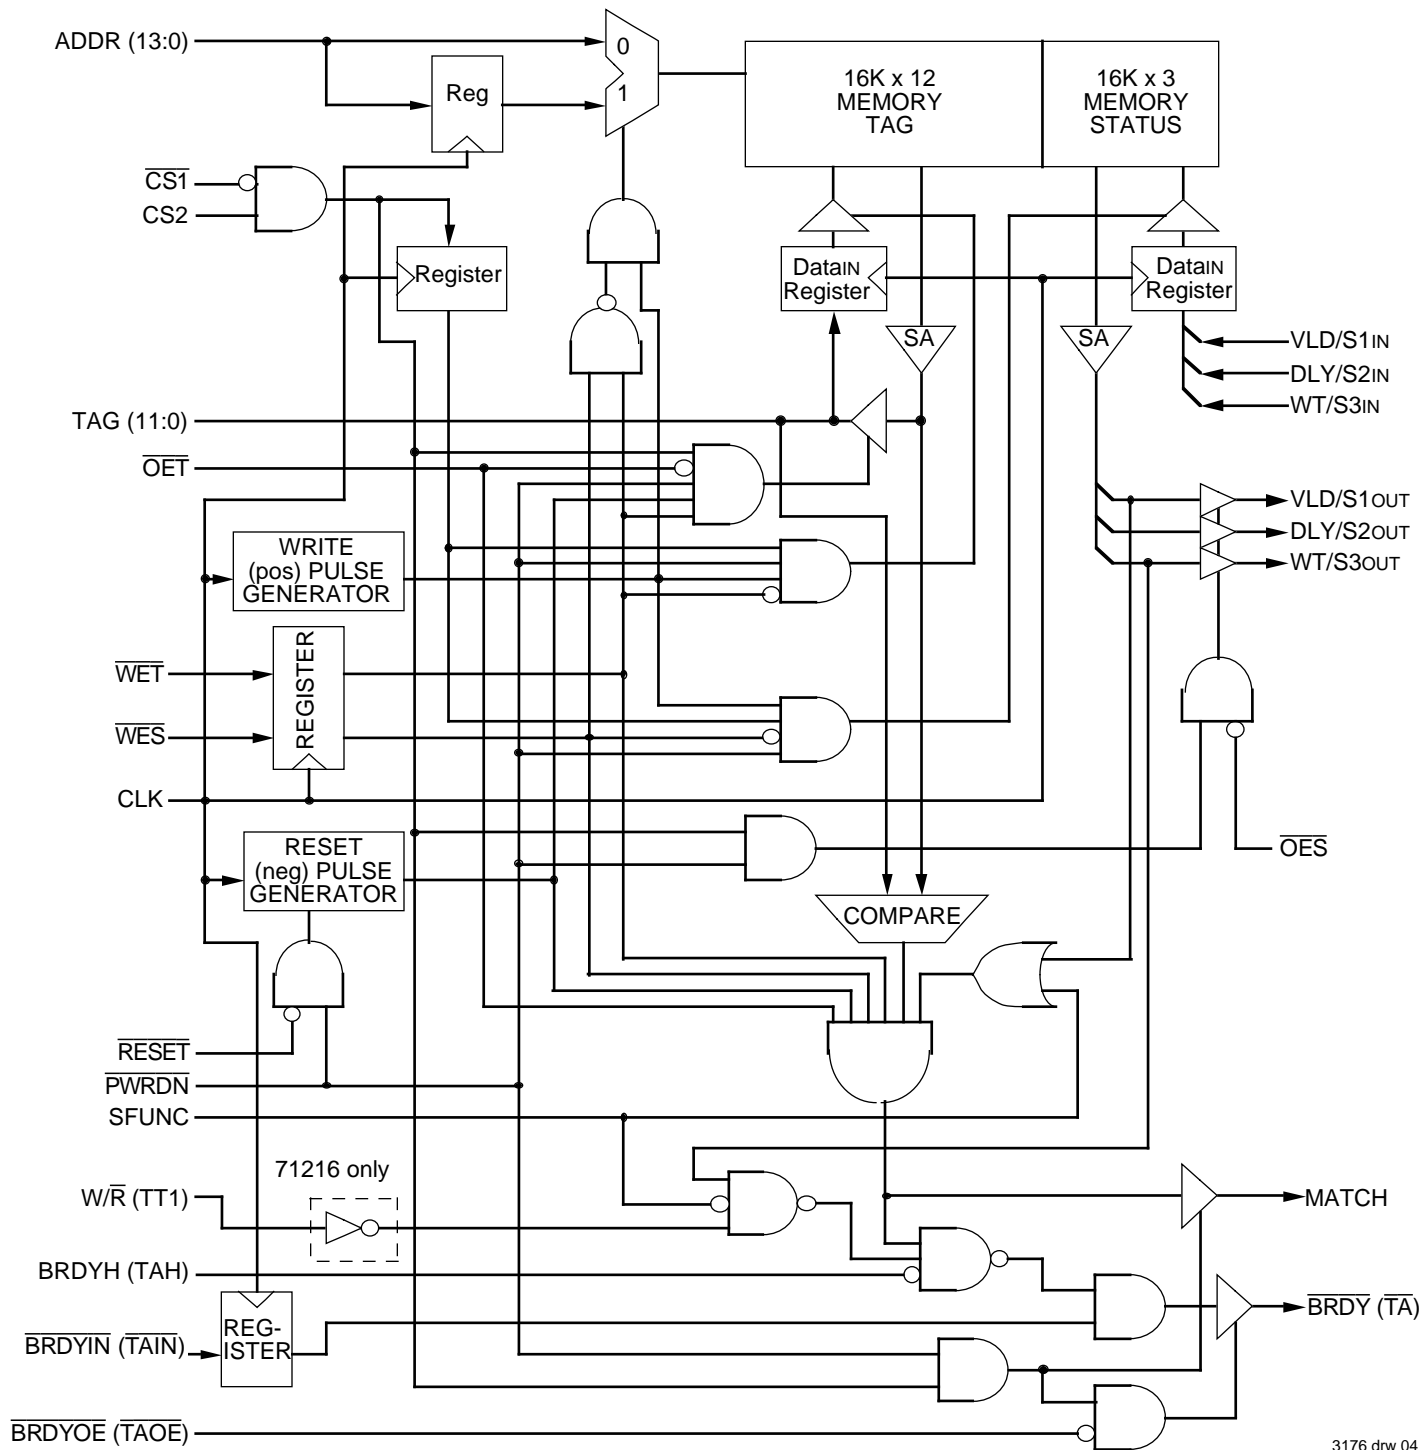 ADDR (13:0)
0
1
Reg
16K x 12
MEMORY
TAG
16K x 3
MEMORY
STATUS
CS1
CS2
Register
DataIN
Register
DataIN
Register
SA
SA
VLD/S1IN
DLY/S2IN
WT/S3IN
TAG (11:0)
OET
VLD/S1OUT
DLY/S2OUT
WT/S3OUT
WRITE
(pos) PULSE
GENERATOR
REGISTER
WET
WES
CLK
RESET
(neg) PULSE
GENERATOR
OES
COMPARE
RESET
PWRDN
SFUNC
71216 only
W/R (TT1)
MATCH
BRDYH (TAH)
BRDY (TA)
REG-
ISTER
BRDYIN (TAIN)
BRDYOE (TAOE)
3176 drw 04